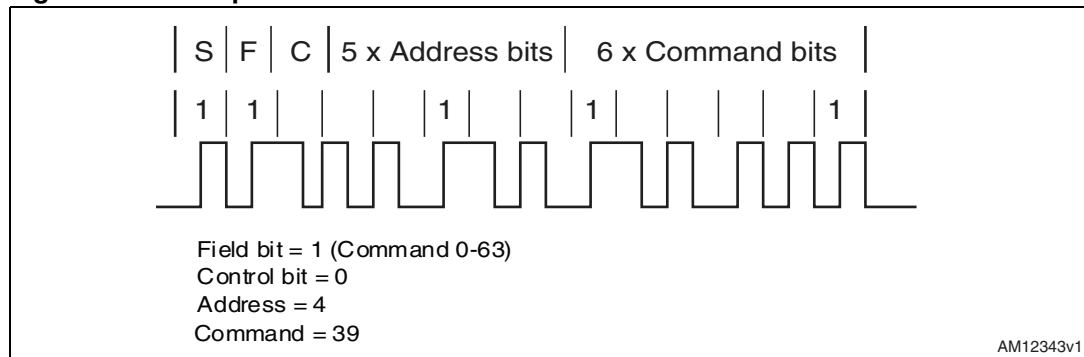 S F C 5 x Address bits 6 x Command bits
1 1 1 1 1
Field bit = 1 (Command 0-63)
Control bit = 0
Address = 4
Command = 39
AM12343v1